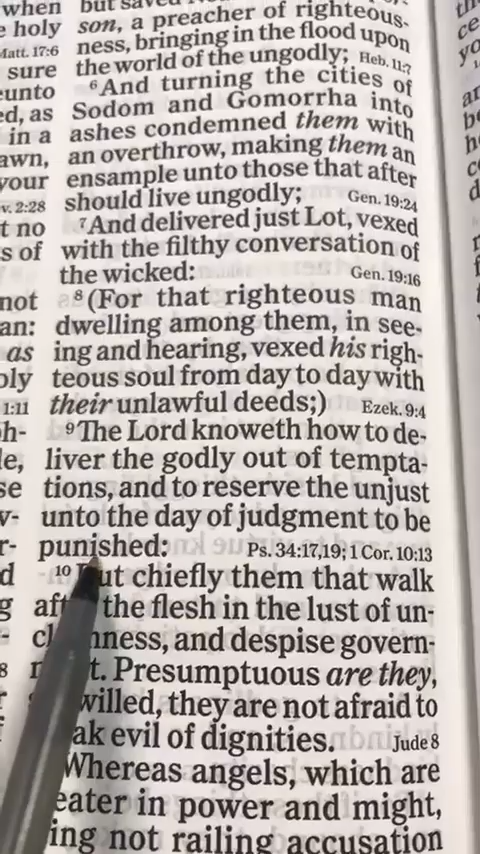 when
e holy
Matt. 17:6
sure
unto
ed, as
in a
awn,
your
v. 2:28
t no
s of
not
an:
as
oly
1:11
h-
le,
se
v-
r-
d
g
-
8
r
f
but saved
son, a preacher of righteous-
ness, bringing in the flood upon
the world of the ungodly; Heb. 11:7
6And turning the cities of
Sodom and Gomorrha into
ashes condemned them with
an overthrow, making them an
ensample unto those that after
should live ungodly; Gen. 19:24
7And delivered just Lot, vexed
with the filthy conversation of
the wicked: Gen. 19:16
8(For that righteous man
dwelling among them, in see-
ing and hearing, vexed his righ-
teous soul from day to day with
their unlawful deeds;) Ezek. 9:4
9The Lord knoweth how to de-
liver the godly out of tempta-
tions, and to reserve the unjust
unto the day of judgment to be
punished: Ps. 34:17,19; 1 Cor. 10:13
10But chiefly them that walk
the flesh in the lust of un-
ness, and despise govern-
t. Presumptuous are they,
willed, they are not afraid to
ak evil of dignities. Jude 8
Whereas angels, which are
eater in power and might,
ing not railing accusation